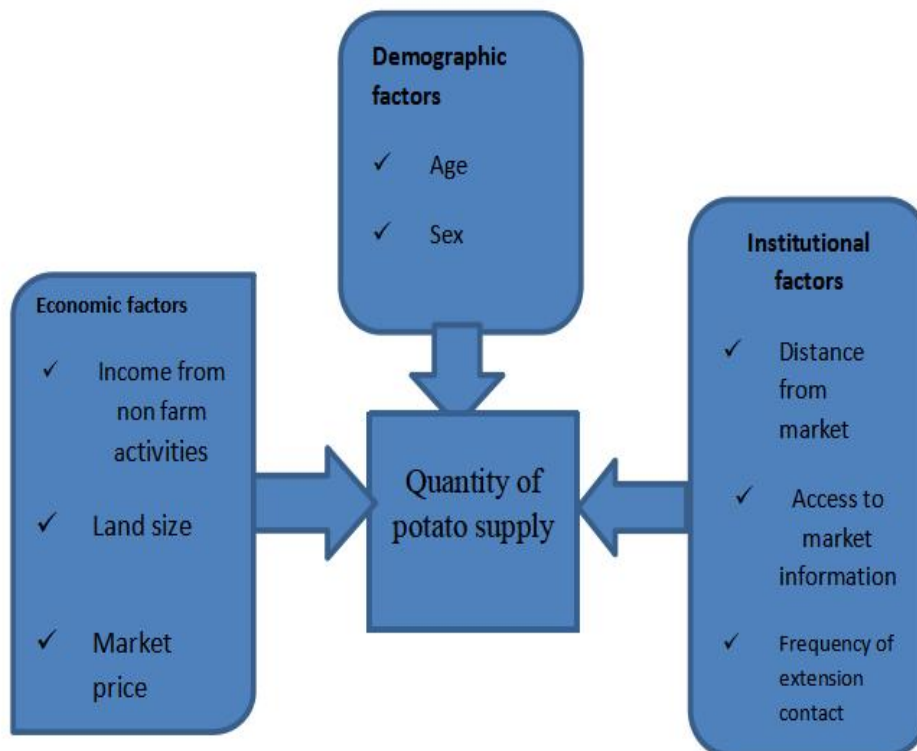 Demographic
factors
✓ Age
✓ Sex
Economic factors
✓ Income from
non farm
activities
✓ Land size
✓ Market
price
Quantity of
potato supply
Institutional
factors
✓ Distance
from
market
✓ Access to
market
information
✓ Frequency of
extension
contact